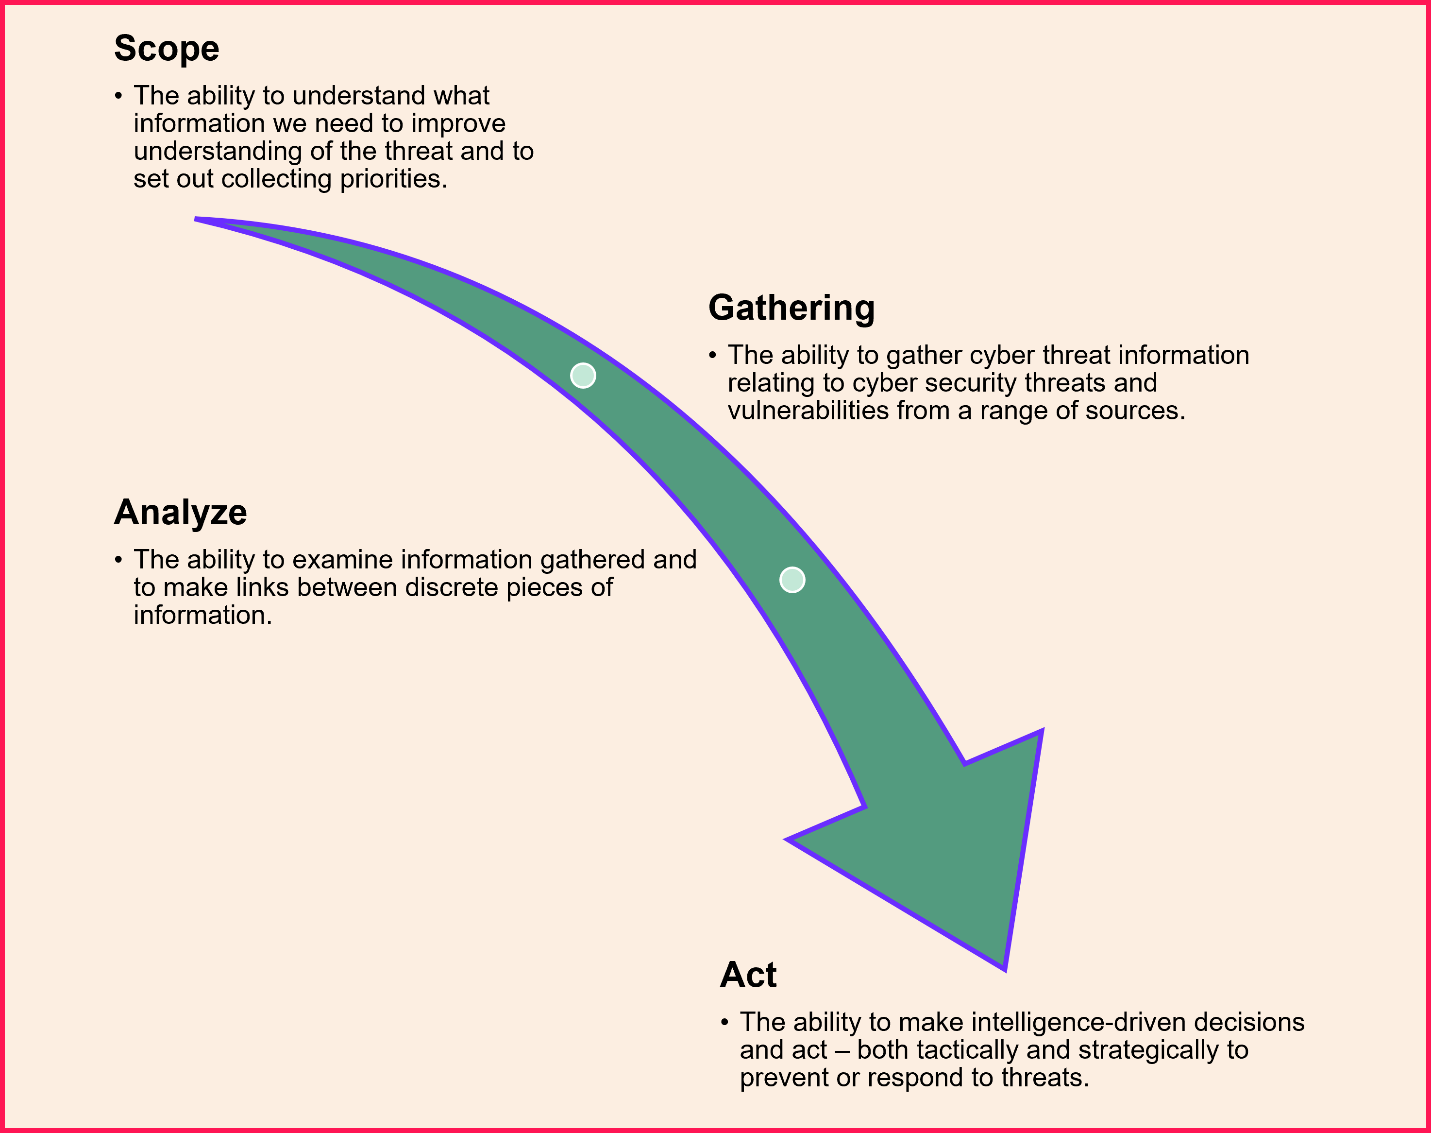 Scope
• The ability to understand what
information we need to improve
understanding of the threat and to
set out collecting priorities.
Gathering
• The ability to gather cyber threat information
relating to cyber security threats and
vulnerabilities from a range of sources.
Analyze
• The ability to examine information gathered and
to make links between discrete pieces of
information.
Act
• The ability to make intelligence-driven decisions
and act – both tactically and strategically to
prevent or respond to threats.